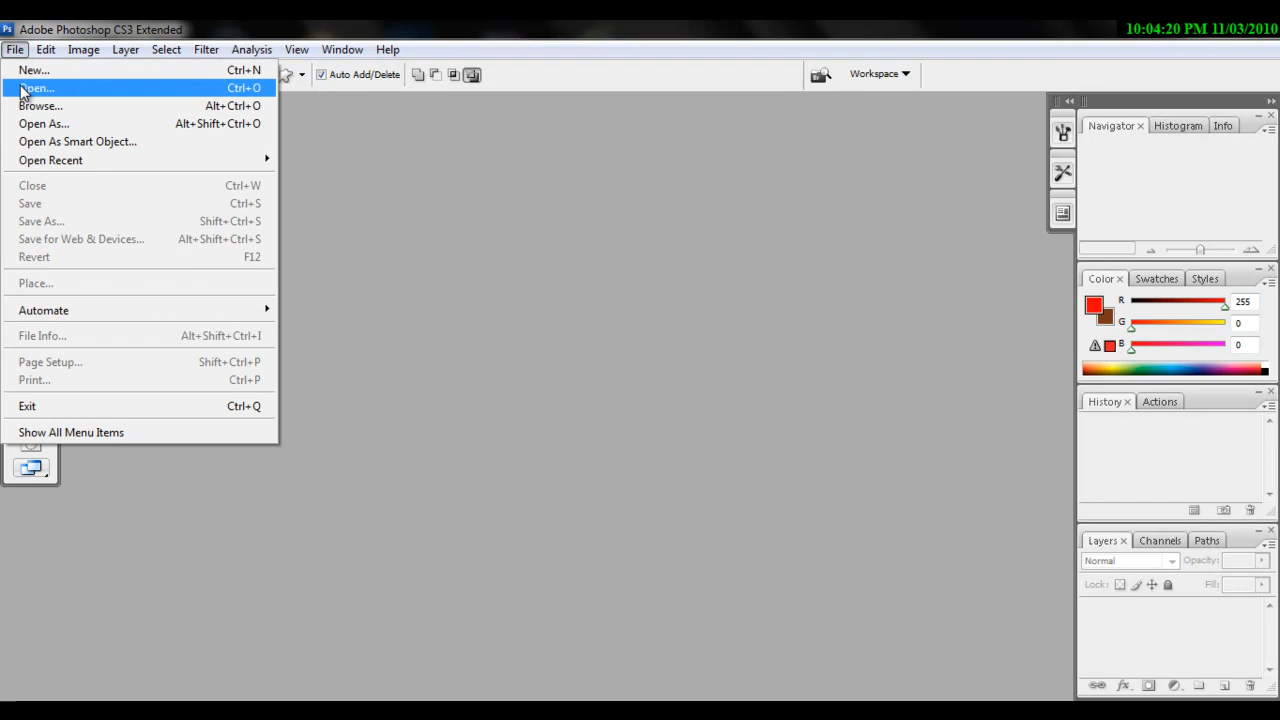 Ps Adobe Photoshop CS3 Extended
10:04:20 PM 11/03/2010
File Edit Image Layer Select Filter Analysis View Window Help
New... Ctrl+N
Open... Ctrl+O
Browse... Alt+Ctrl+O
Open As... Alt+Shift+Ctrl+O
Open As Smart Object...
Open Recent
Close Ctrl+W
Save Ctrl+S
Save As... Shift+Ctrl+S
Save for Web & Devices... Alt+Shift+Ctrl+S
Revert F12
Place...
Automate
File Info... Alt+Shift+Ctrl+I
Page Setup... Shift+Ctrl+P
Print... Ctrl+P
Exit Ctrl+Q
Show All Menu Items
Auto Add/Delete
Workspace
Navigator Histogram Info
Color Swatches Styles
R 255
G 0
B 0
History Actions
Layers Channels Paths
Normal Opacity:
Lock: Fill: